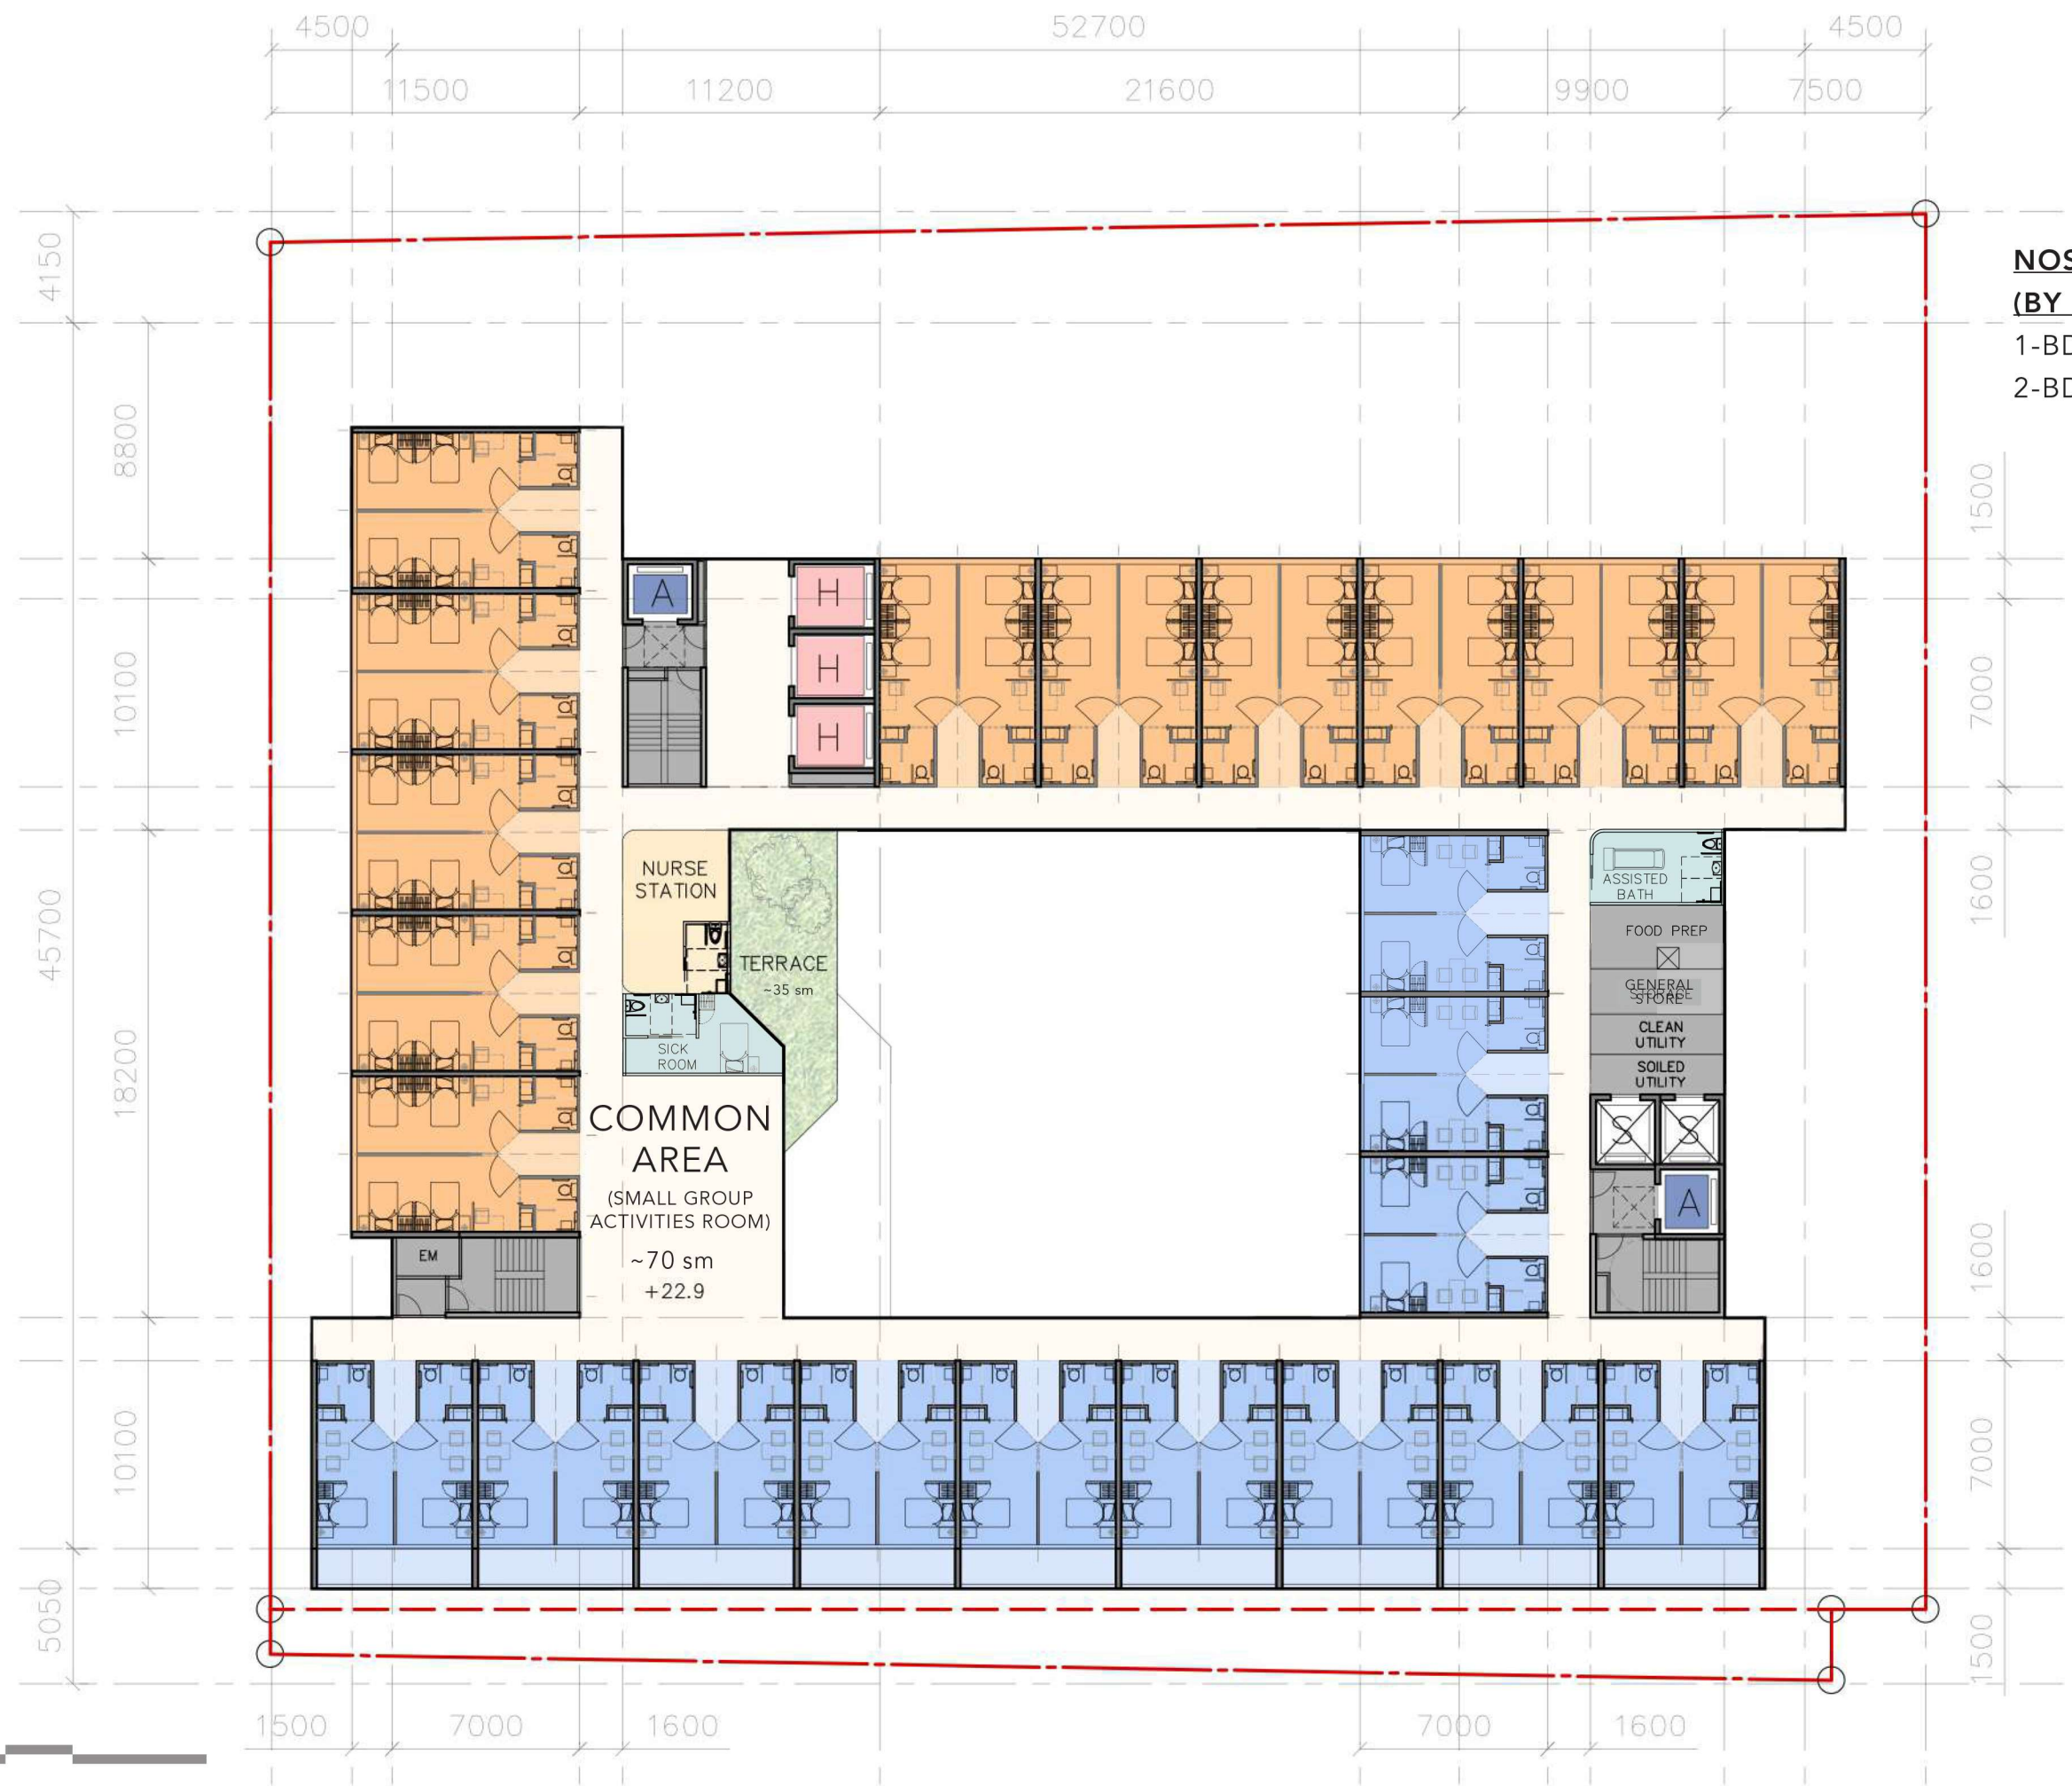 4500
52700
4500
11500
11200
21600
9900
7500
4150
8800
10100
45700
18200
10100
5050
NOS
(BY
1-BD
2-BD
1500
7000
1600
1600
7000
1500
A
H
H
H
NURSE
STATION
TERRACE
~35 sm
SICK
ROOM
COMMON
AREA
(SMALL GROUP
ACTIVITIES ROOM)
~70 sm
+22.9
EM
ASSISTED
BATH
FOOD PREP
GENERAL
STORE
STORAGE
CLEAN
UTILITY
SOILED
UTILITY
S
S
A
1500
7000
1600
7000
1600